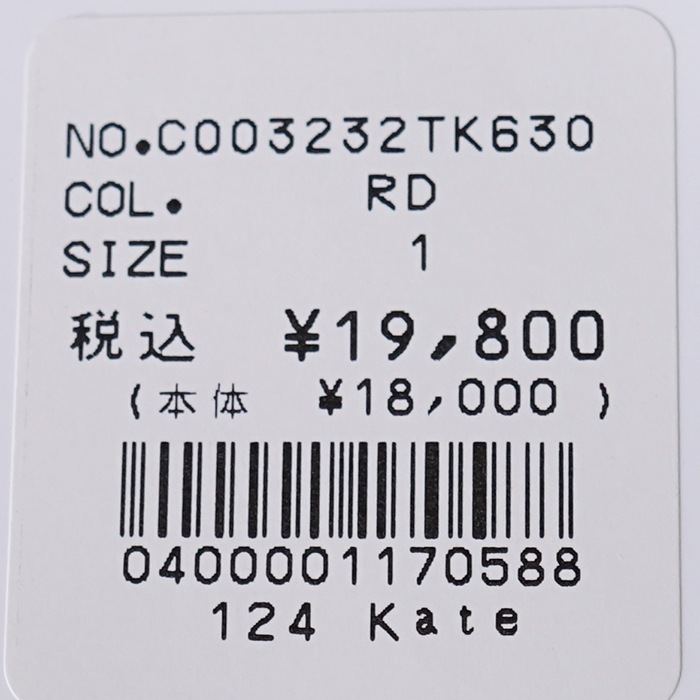 NO.C003232TK630
COL. RD
SIZE 1
税込 ¥19,800
(本体 ¥18,000 )
0400001170588
124 Kate